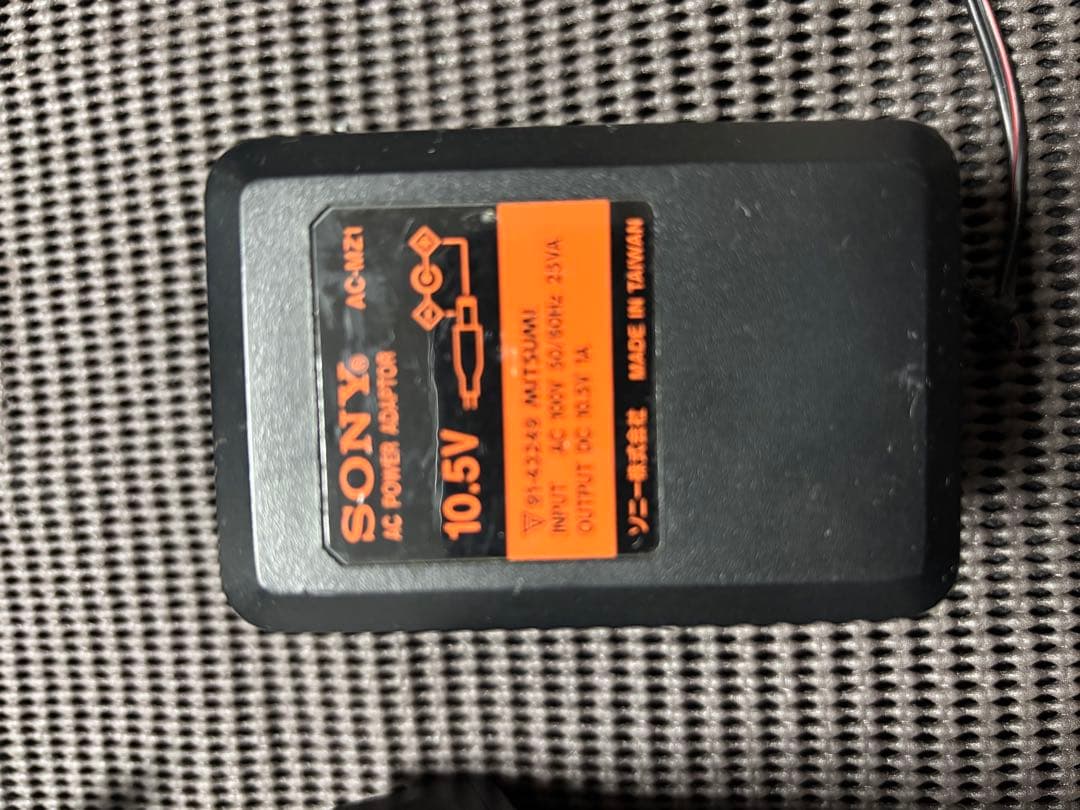 SONY®
AC POWER ADAPTOR AC-MZ1
10.5V
▽ 91-43249 MITSUMI
INPUT AC 100V 50/60Hz 25VA
OUTPUT DC 10.5V 1A
ソニー株式会社 MADE IN TAIWAN